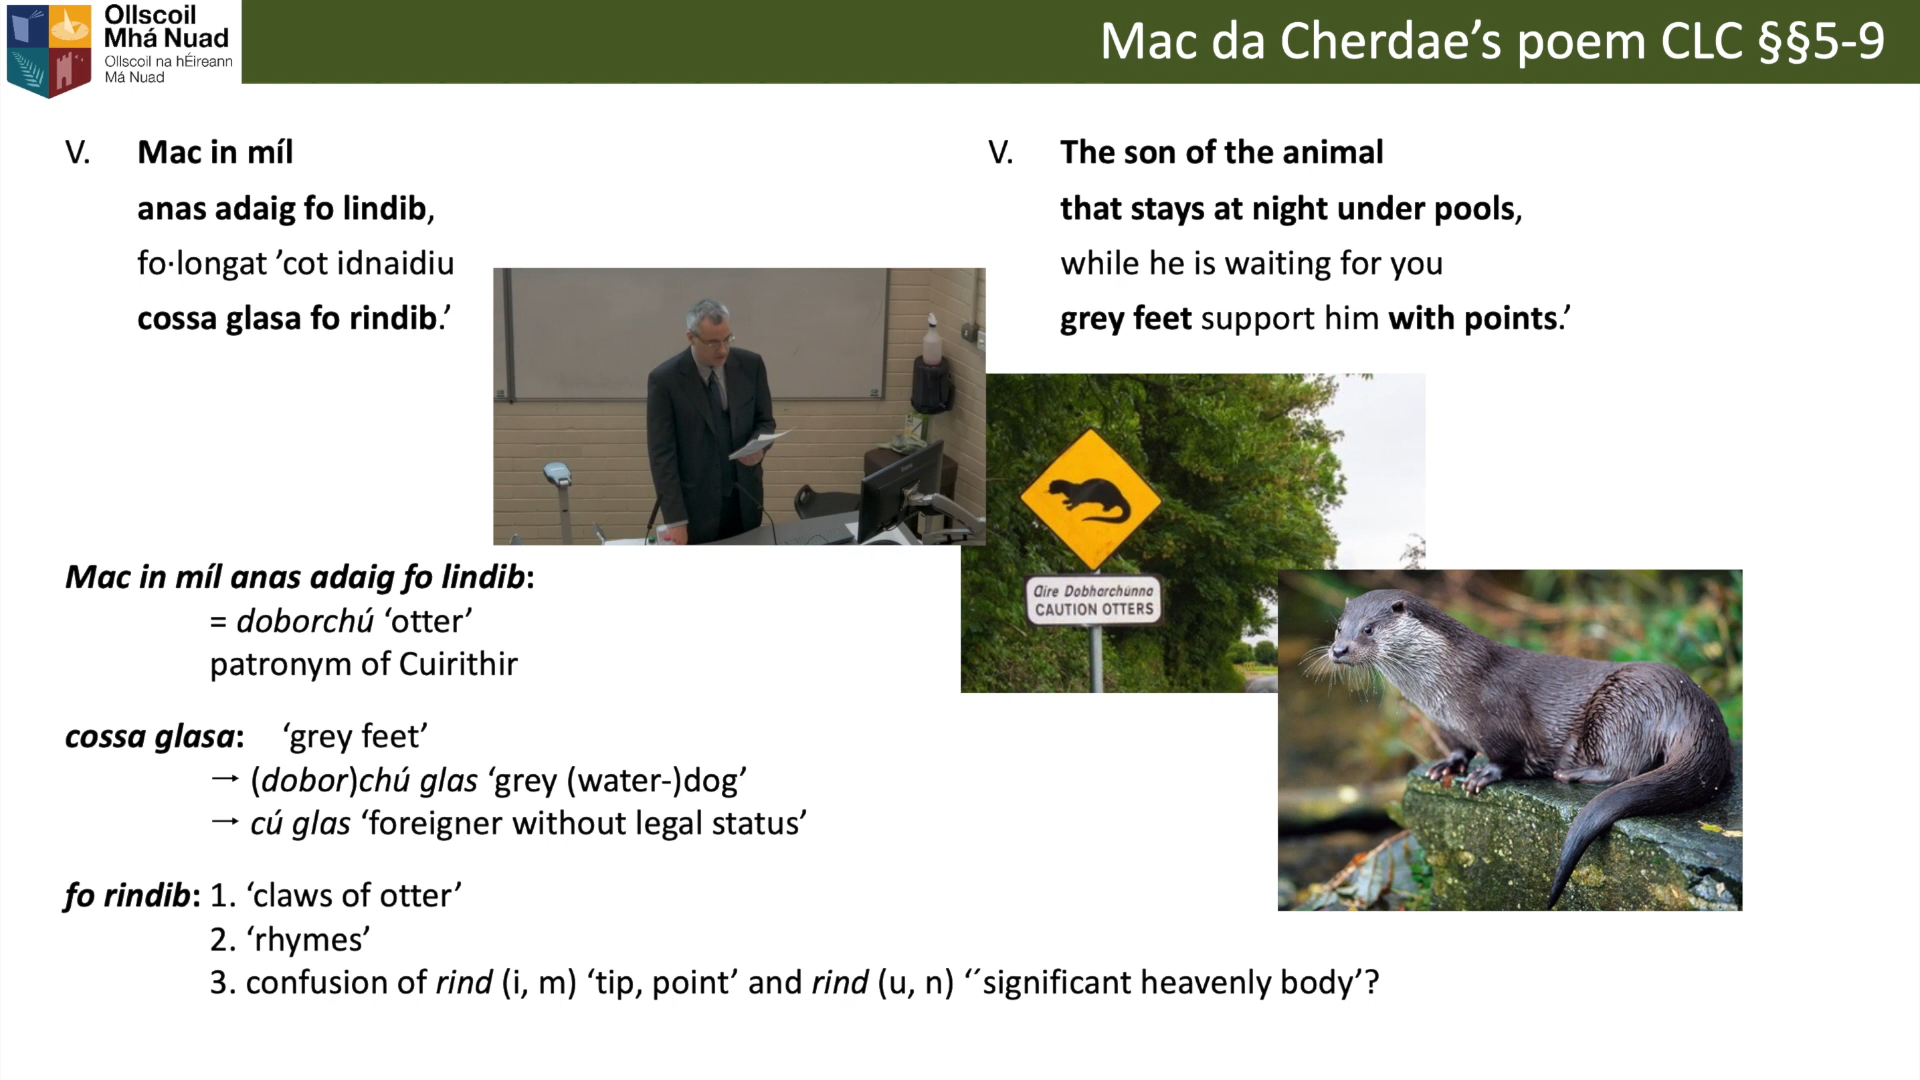 Ollscoil
Mhá Nuad
Ollscoil na hÉireann
Má Nuad
Mac da Cherdae’s poem CLC §§5-9
V. Mac in míl
anas adaig fo lindib,
fo·longat ’cot idnaidiu
cossa glasa fo rindib.’
V. The son of the animal
that stays at night under pools,
while he is waiting for you
grey feet support him with points.’
Aire Dobharchúnna
CAUTION OTTERS
Mac in míl anas adaig fo lindib:
= doborchú ‘otter’
patronym of Cuirithir
cossa glasa: ‘grey feet’
→ (dobor)chú glas ‘grey (water-)dog’
→ cú glas ‘foreigner without legal status’
fo rindib: 1. ‘claws of otter’
2. ‘rhymes’
3. confusion of rind (i, m) ‘tip, point’ and rind (u, n) ‘´significant heavenly body’?